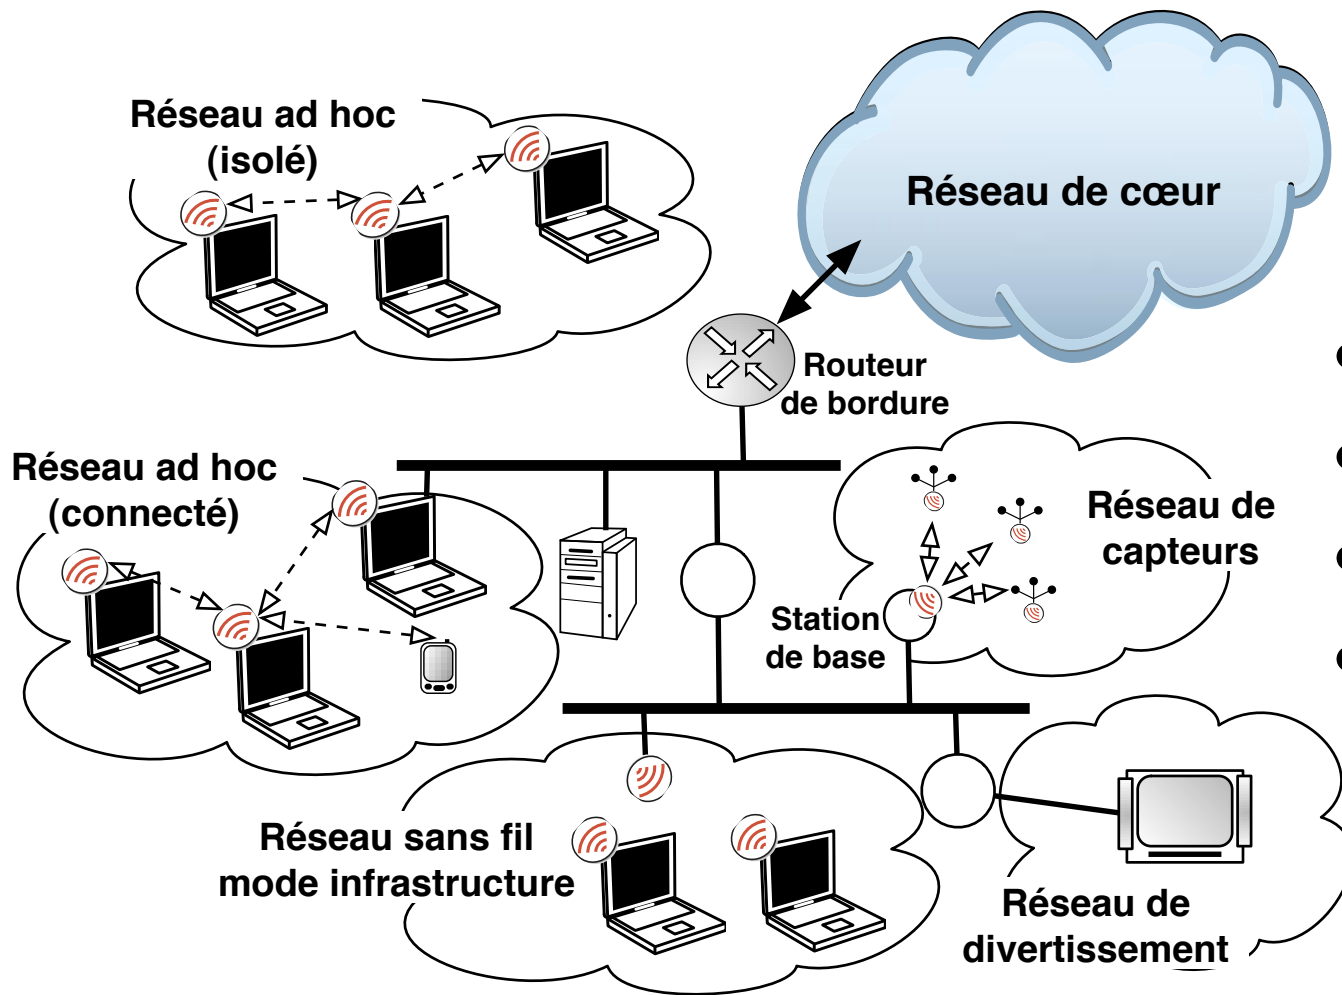 Réseau ad hoc
(isolé)
Réseau de cœur
Routeur
de bordure
Réseau ad hoc
(connecté)
Réseau de
capteurs
Station
de base
Réseau sans fil
mode infrastructure
Réseau de
divertissement